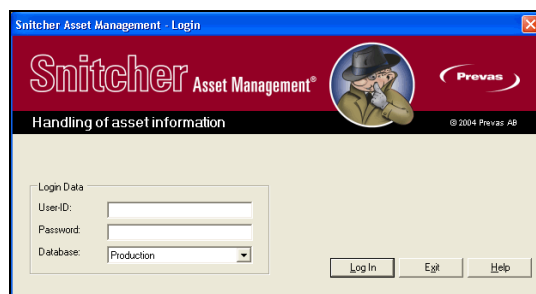 Snitcher Asset Management - Login
Snitcher Asset Management®
Prevas
Handling of asset information
© 2004 Prevas AB
Login Data
User-ID:
Password:
Database: Production
Log In Exit Help